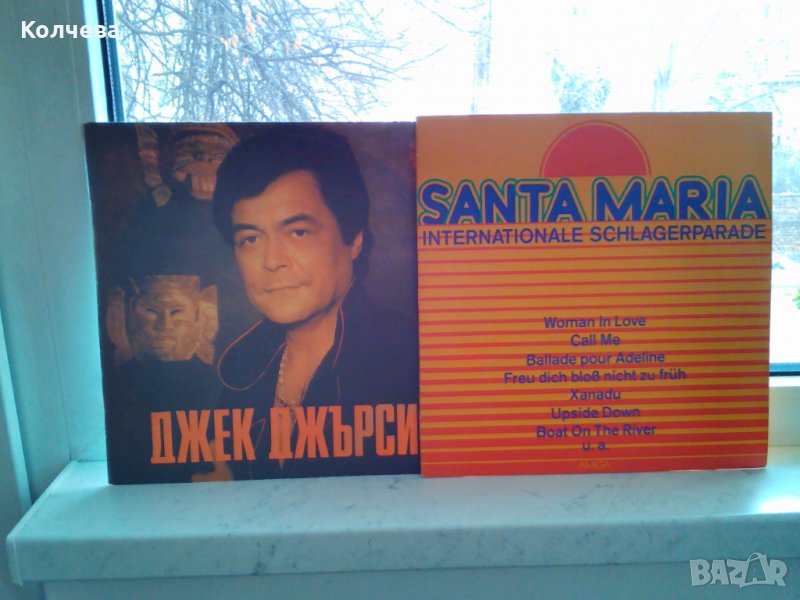 Колчева
ДЖЕК ДЖЪРСИ
SANTA MARIA
INTERNATIONALE SCHLAGERPARADE
Woman In Love
Call Me
Ballade pour Adeline
Freu dich bloß nicht zu früh
Xanadu
Upside Down
Boat On The River
u. a.
AMIGA
BAZAR